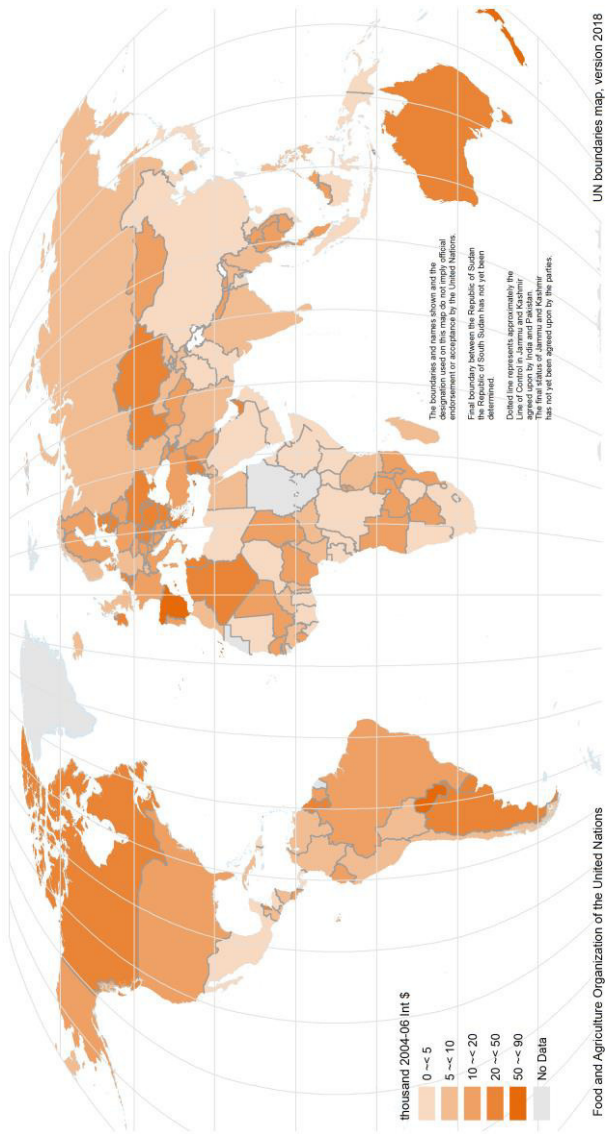 The boundaries and names shown and the
designation used on this map do not imply official
endorsement or acceptance by the United Nations.
Final boundary between the Republic of Sudan
the Republic of South Sudan has not yet been
determined.
Dotted line represents approximately the
Line of Control in Jammu and Kashmir
agreed upon by India and Pakistan.
The final status of Jammu and Kashmir
has not yet been agreed upon by the parties.
thousand 2004-06 Int $
0 ~< 5
5 ~< 10
10 ~< 20
20 ~< 50
50 ~< 90
No Data
Food and Agriculture Organization of the United Nations
UN boundaries map, version 2018